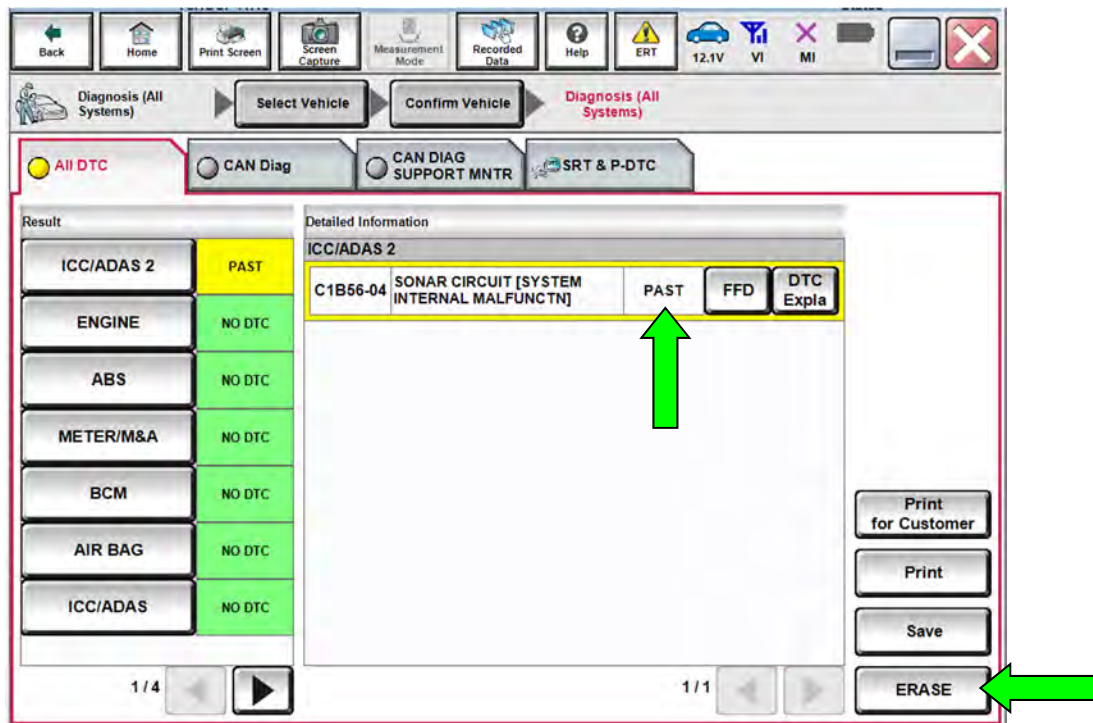 Back
Home
Print Screen
Screen
Capture
Measurement
Mode
Recorded
Data
Help
ERT
12.1V
VI
MI
Diagnosis (All
Systems)
Select Vehicle
Confirm Vehicle
Diagnosis (All
Systems)
All DTC
CAN Diag
CAN DIAG
SUPPORT MNTR
SRT & P-DTC
Result
ICC/ADAS 2
PAST
ENGINE
NO DTC
ABS
NO DTC
METER/M&A
NO DTC
BCM
NO DTC
AIR BAG
NO DTC
ICC/ADAS
NO DTC
1/4
Detailed Information
ICC/ADAS 2
C1B56-04
SONAR CIRCUIT [SYSTEM
INTERNAL MALFUNCTN]
PAST
FFD
DTC
Expla
1/1
Print
for Customer
Print
Save
ERASE